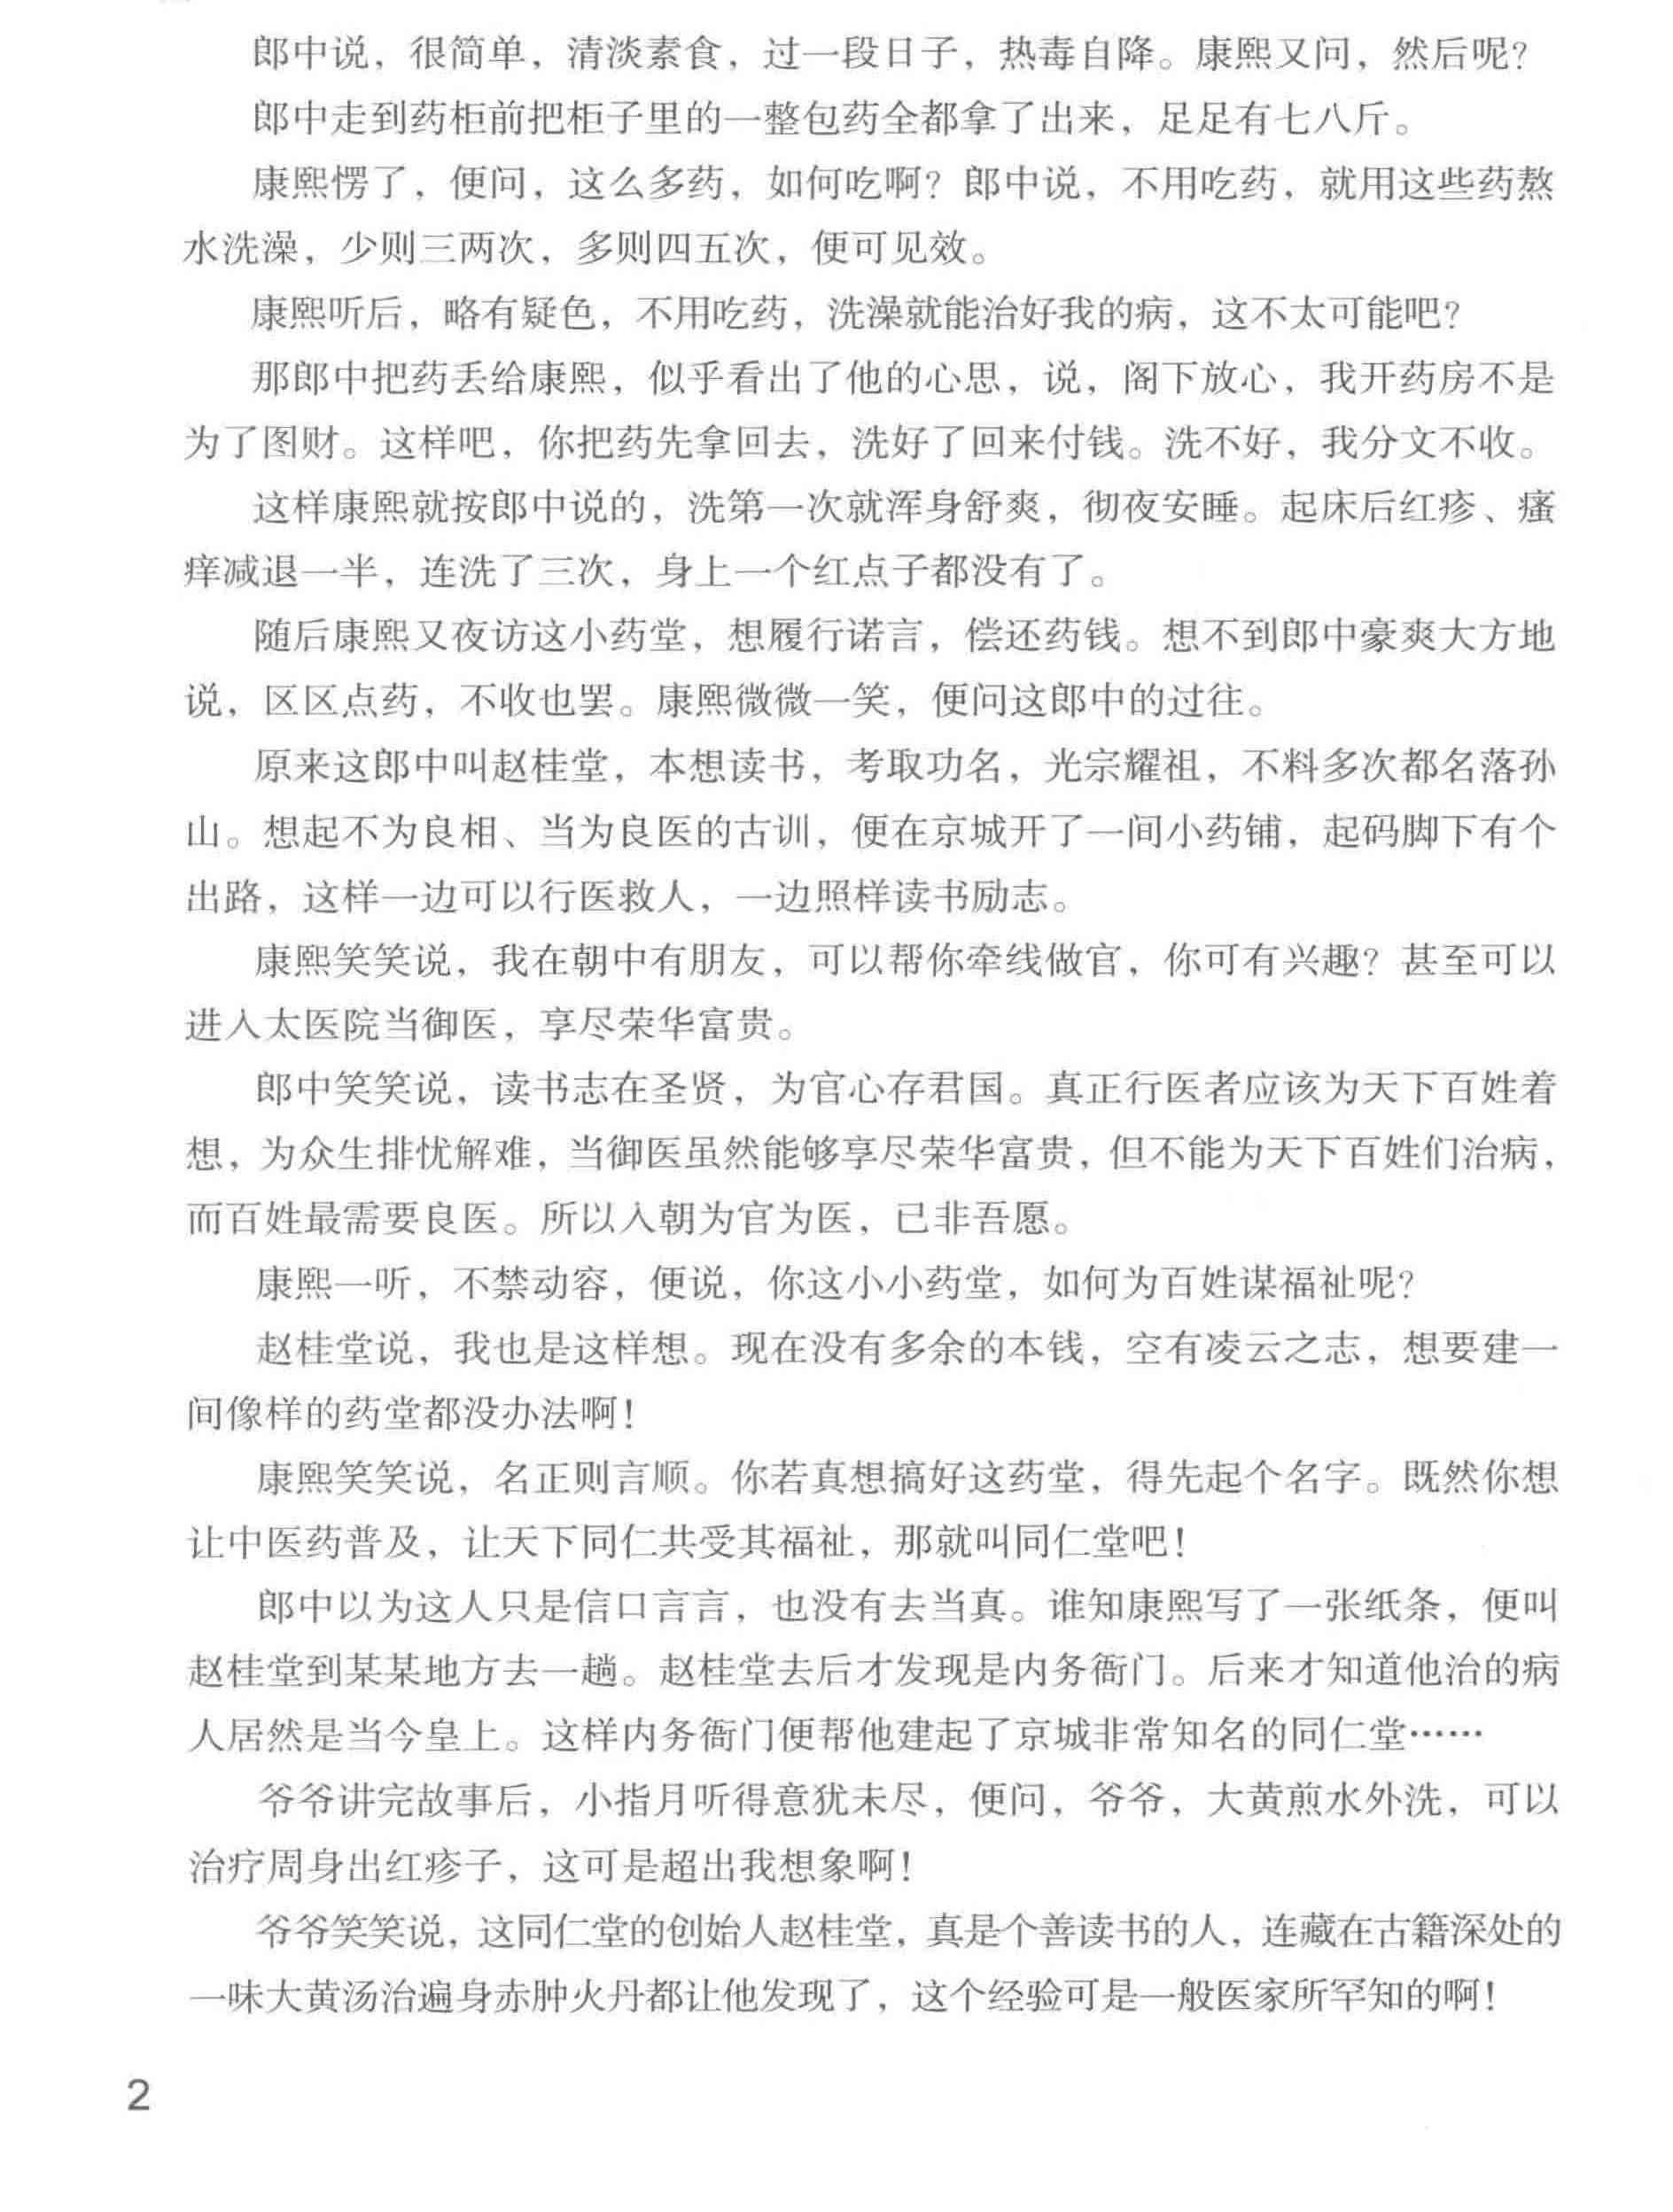 郎中说，很简单，清淡素食，过一段日子，热毒自降。康熙又问，然后呢？
郎中走到药柜前把柜子里的一整包药全都拿了出来，足足有七八斤。
康熙愣了，便问，这么多药，如何吃啊？郎中说，不用吃药，就用这些药熬
水洗澡，少则三两次，多则四五次，便可见效。
康熙听后，略有疑色，不用吃药，洗澡就能治好我的病，这不太可能吧？
那郎中把药丢给康熙，似乎看出了他的心思，说，阁下放心，我开药房不是
为了图财。这样吧，你把药先拿回去，洗好了回来付钱。洗不好，我分文不收。
这样康熙就按郎中说的，洗第一次就浑身舒爽，彻夜安睡。起床后红疹、瘙
痒减退一半，连洗了三次，身上一个红点子都没有了。
随后康熙又夜访这小药堂，想履行诺言，偿还药钱。想不到郎中豪爽大方地
说，区区点药，不收也罢。康熙微微一笑，便问这郎中的过往。
原来这郎中叫赵桂堂，本想读书，考取功名，光宗耀祖，不料多次都名落孙
山。想起不为良相、当为良医的古训，便在京城开了一间小药铺，起码脚下有个
出路，这样一边可以行医救人，一边照样读书励志。
康熙笑笑说，我在朝中有朋友，可以帮你牵线做官，你可有兴趣？甚至可以
进入太医院当御医，享尽荣华富贵。
郎中笑笑说，读书志在圣贤，为官心存君国。真正行医者应该为天下百姓着
想，为众生排忧解难，当御医虽然能够享尽荣华富贵，但不能为天下百姓们治病，
而百姓最需要良医。所以入朝为官为医，已非吾愿。
康熙一听，不禁动容，便说，你这小小药堂，如何为百姓谋福祉呢？
赵桂堂说，我也是这样想。现在没有多余的本钱，空有凌云之志，想要建一
间像样的药堂都没办法啊！
康熙笑笑说，名正则言顺。你若真想搞好这药堂，得先起个名字。既然你想
让中医药普及，让天下同仁共受其福祉，那就叫同仁堂吧！
郎中以为这人只是信口言言，也没有去当真。谁知康熙写了一张纸条，便叫
赵桂堂到某某地方去一趟。赵桂堂去后才发现是内务衙门。后来才知道他治的病
人居然是当今皇上。这样内务衙门便帮他建起了京城非常知名的同仁堂……
爷爷讲完故事后，小指月听得意犹未尽，便问，爷爷，大黄煎水外洗，可以
治疗周身出红疹子，这可是超出我想象啊！
爷爷笑笑说，这同仁堂的创始人赵桂堂，真是个善读书的人，连藏在古籍深处的
一味大黄汤治遍身赤肿火丹都让他发现了，这个经验可是一般医家所罕知的啊！
2